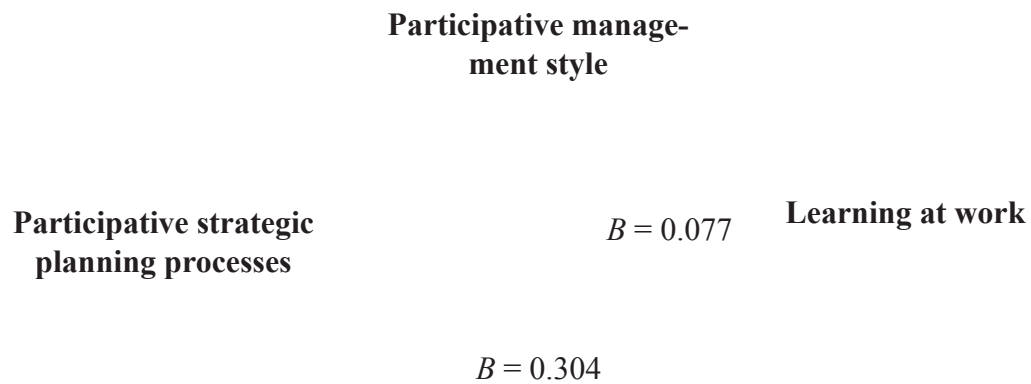 Participative manage-
ment style
Participative strategic
planning processes
B = 0.077
Learning at work
B = 0.304